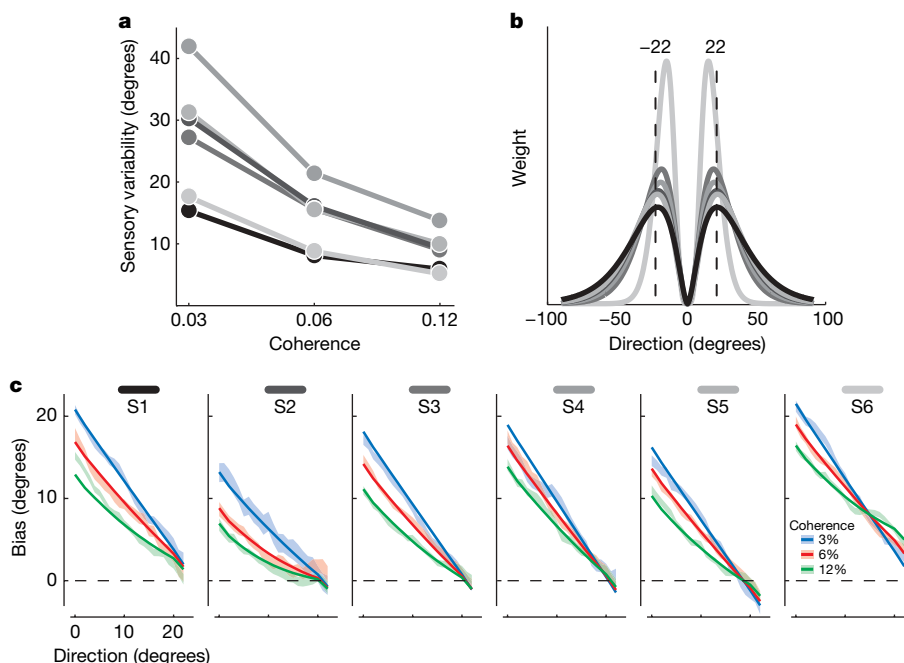 a
Sensory variability (degrees)
40
30
20
10
0.03 0.06 0.12
Coherence
b
−22 22
Weight
−100 −50 0 50 100
Direction (degrees)
c
S1 S2 S3 S4 S5 S6
Bias (degrees)
20
10
0
Coherence
3%
6%
12%
0 10 20
Direction (degrees)